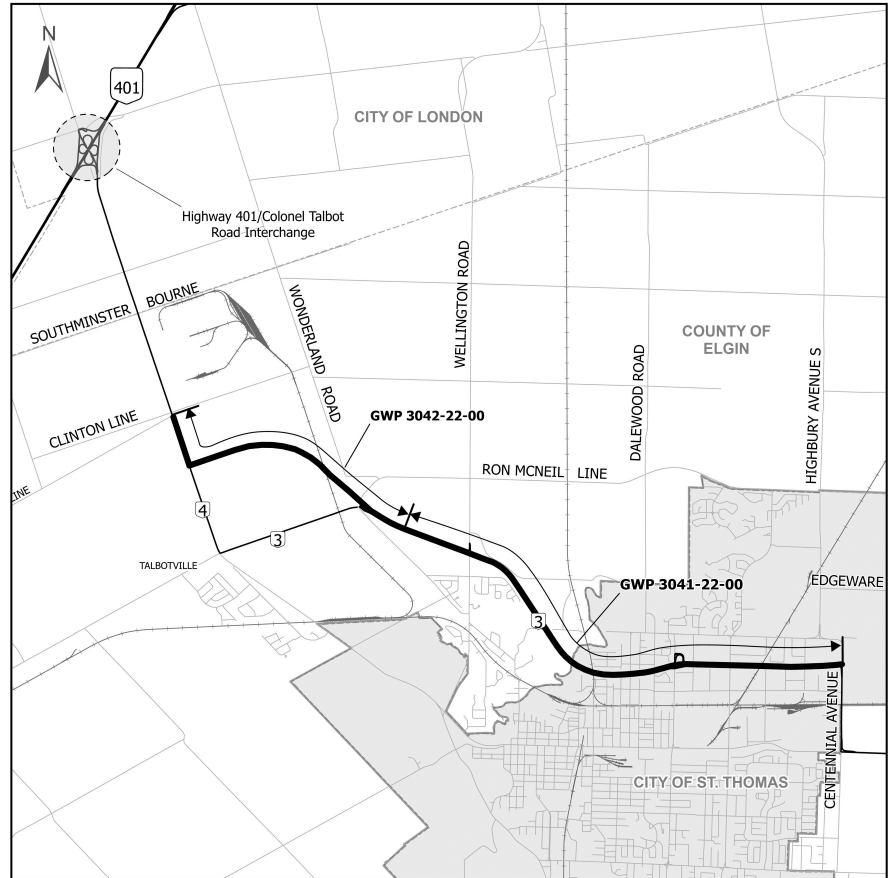 N
401
CITY OF LONDON
Highway 401/Colonel Talbot
Road Interchange
SOUTHMINSTER BOURNE
WONDERLAND ROAD
WELLINGTON ROAD
COUNTY OF
ELGIN
DALEWOOD ROAD
HIGHBURY AVENUE S
CLINTON LINE
GWP 3042-22-00
RON MCNEIL LINE
INE
4
3
TALBOTVILLE
EDGEWARE
GWP 3041-22-00
3
CENTENNIAL AVENUE
CITY OF ST. THOMAS